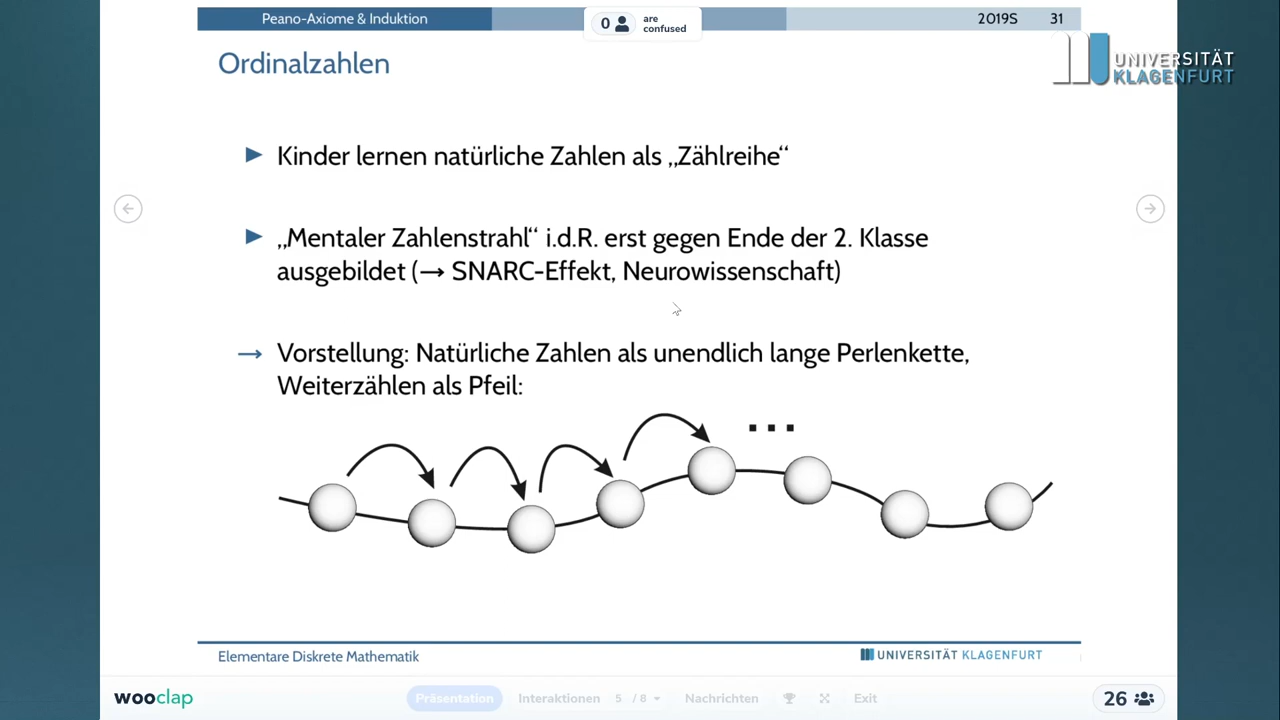 Peano-Axiome & Induktion
0 are confused
2019S 31
Ordinalzahlen
UNIVERSITÄT
KLAGENFURT
Kinder lernen natürliche Zahlen als „Zählreihe“
„Mentaler Zahlenstrahl“ i.d.R. erst gegen Ende der 2. Klasse
ausgebildet (→ SNARC-Effekt, Neurowissenschaft)
→ Vorstellung: Natürliche Zahlen als unendlich lange Perlenkette,
Weiterzählen als Pfeil:
...
Elementare Diskrete Mathematik
UNIVERSITÄT KLAGENFURT
wooclap
Präsentation Interaktionen 5 / 8 Nachrichten Exit
26